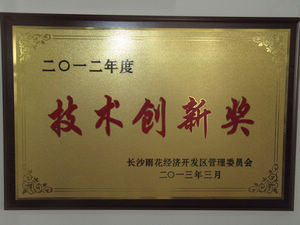 二〇一二年度
技术创新奖
长沙雨花经济开发区管理委员会
二〇一三年三月